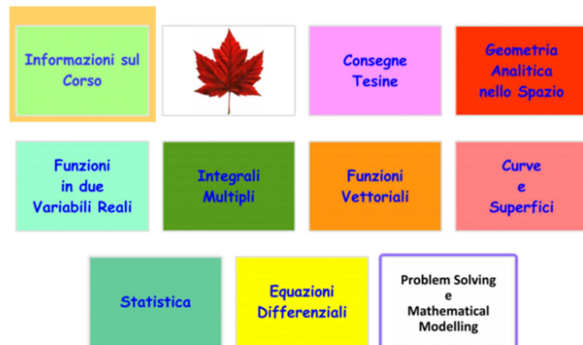 Informazioni sul
Corso
Consegne
Tesine
Geometria
Analitica
nello Spazio
Funzioni
in due
Variabili Reali
Integrali
Multipli
Funzioni
Vettoriali
Curve
e
Superfici
Statistica
Equazioni
Differenziali
Problem Solving
e
Mathematical
Modelling